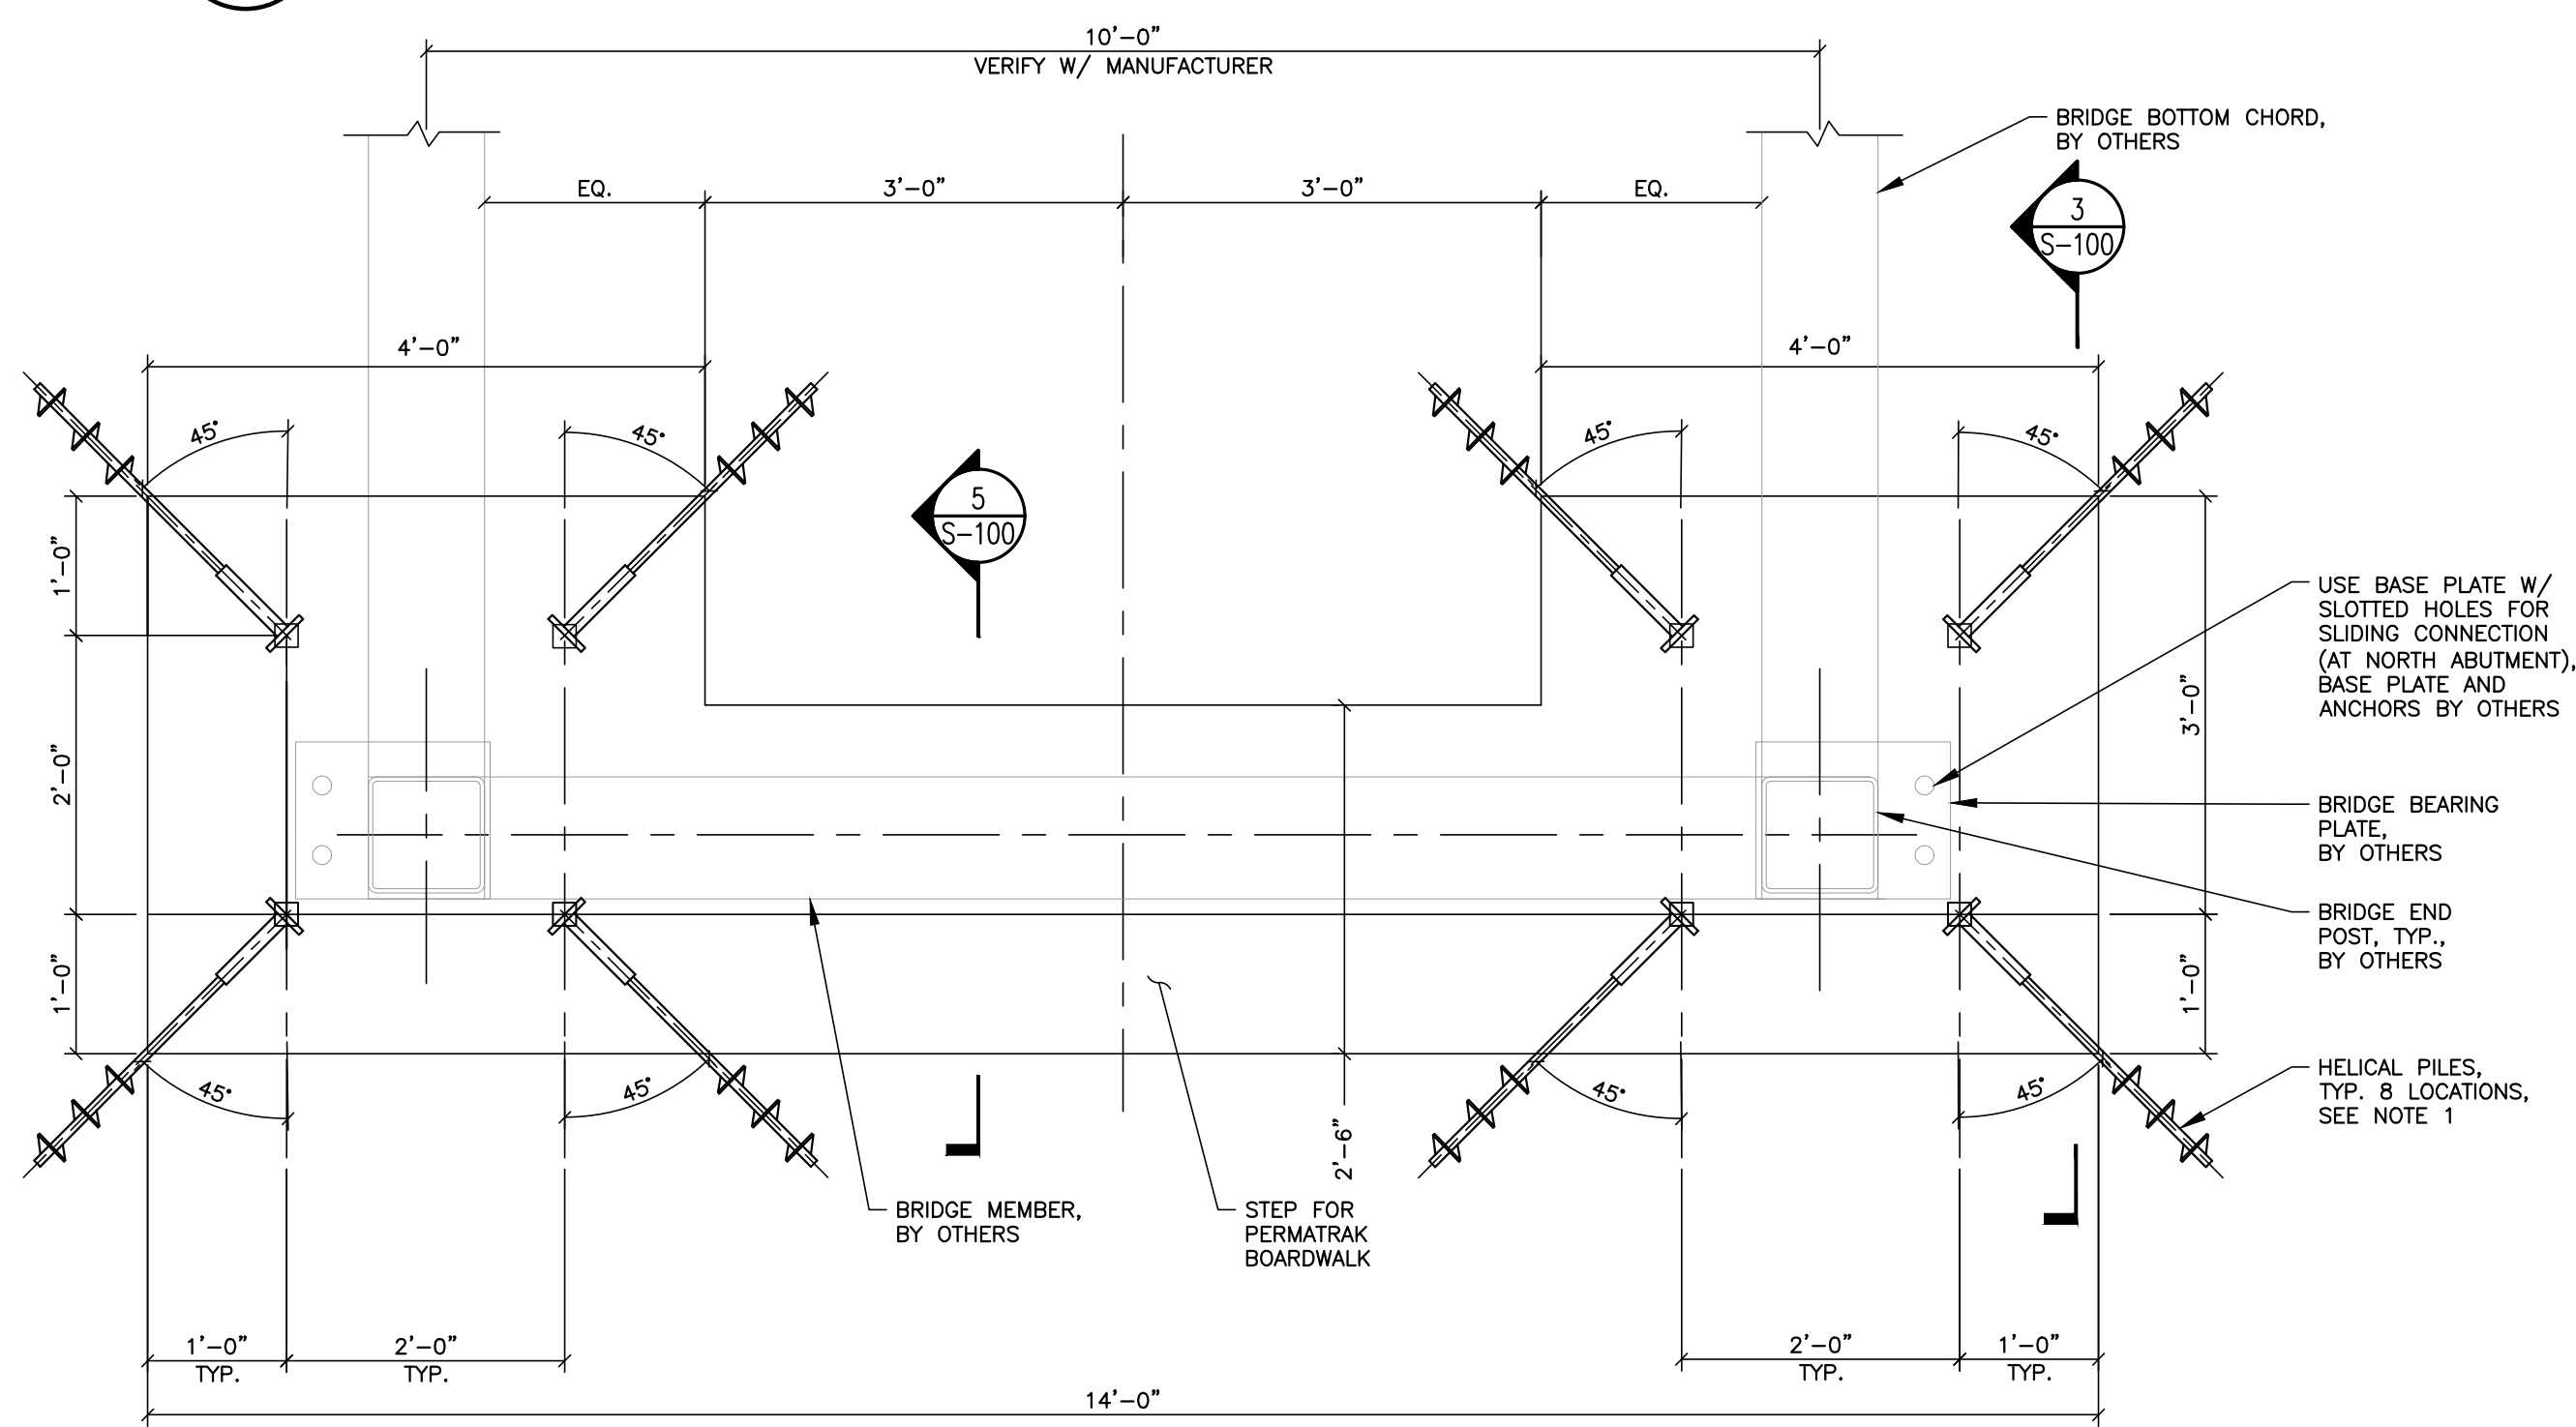 10'-0"
VERIFY W/ MANUFACTURER
BRIDGE BOTTOM CHORD,
BY OTHERS
EQ.
3'-0"
3'-0"
EQ.
3
S-100
4'-0"
4'-0"
45°
45°
45°
45°
5
S-100
1'-0"
2'-0"
1'-0"
USE BASE PLATE W/
SLOTTED HOLES FOR
SLIDING CONNECTION
(AT NORTH ABUTMENT),
BASE PLATE AND
ANCHORS BY OTHERS
3'-0"
1'-0"
BRIDGE BEARING
PLATE,
BY OTHERS
BRIDGE END
POST, TYP.,
BY OTHERS
HELICAL PILES,
TYP. 8 LOCATIONS,
SEE NOTE 1
45°
45°
45°
45°
2'-6"
BRIDGE MEMBER,
BY OTHERS
STEP FOR
PERMATRAK
BOARDWALK
1'-0"
TYP.
2'-0"
TYP.
2'-0"
TYP.
1'-0"
TYP.
14'-0"